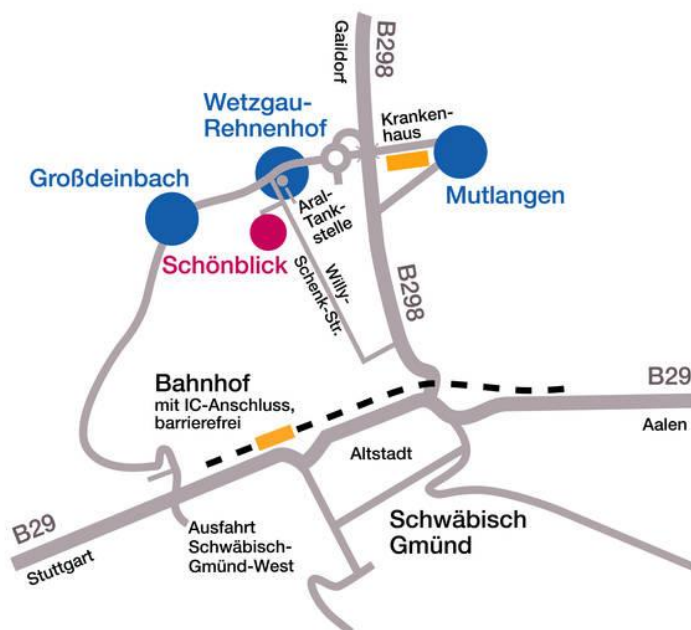 B298
Gaildorf
Wetzgau-
Rehnenhof
Kranken-
haus
Großdeinbach
Mutlangen
Aral-
Tank-
stelle
Schönblick
Willy-
Schenk-Str.
B298
Bahnhof
mit IC-Anschluss,
barrierefrei
B29
Aalen
Altstadt
B29
Stuttgart
Ausfahrt
Schwäbisch-
Gmünd-West
Schwäbisch
Gmünd